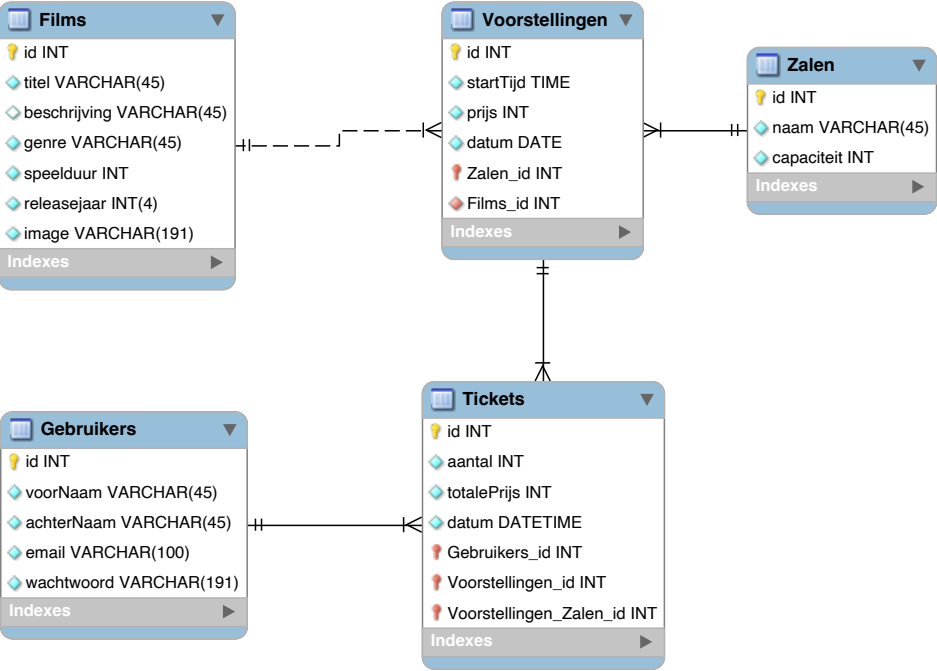 Films
id INT
titel VARCHAR(45)
beschrijving VARCHAR(45)
genre VARCHAR(45)
speelduur INT
releasejaar INT(4)
image VARCHAR(191)
Indexes
Voorstellingen
id INT
startTijd TIME
prijs INT
datum DATE
Zalen_id INT
Films_id INT
Indexes
Zalen
id INT
naam VARCHAR(45)
capaciteit INT
Indexes
Gebruikers
id INT
voorNaam VARCHAR(45)
achterNaam VARCHAR(45)
email VARCHAR(100)
wachtwoord VARCHAR(191)
Indexes
Tickets
id INT
aantal INT
totalePrijs INT
datum DATETIME
Gebruikers_id INT
Voorstellingen_id INT
Voorstellingen_Zalen_id INT
Indexes